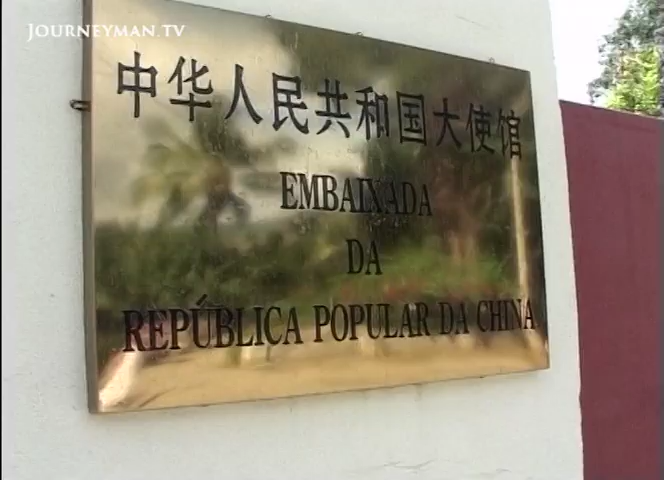 JOURNEYMAN.TV
中华人民共和国大使馆
EMBAIXADA
DA
REPÚBLICA POPULAR DA CHINA